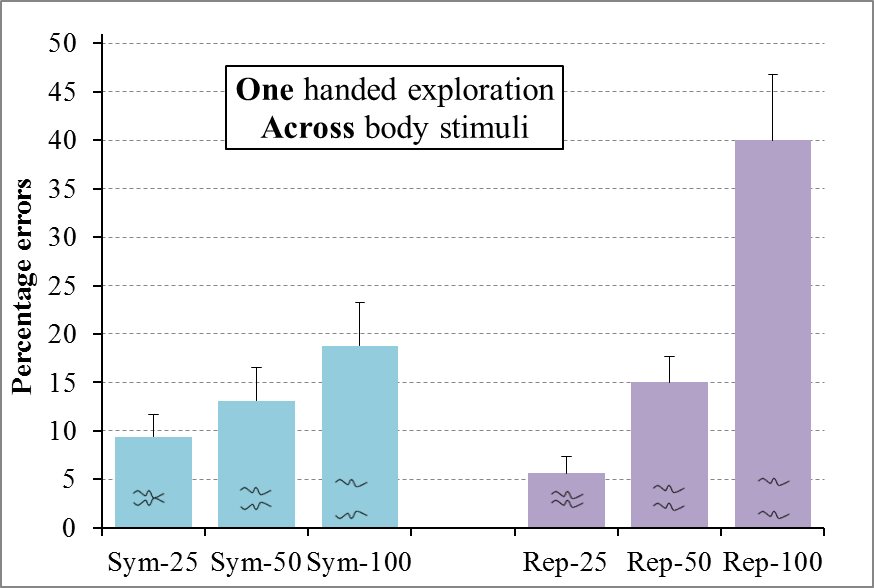 One handed exploration
Across body stimuli
Percentage errors
50
45
40
35
30
25
20
15
10
5
0
Sym-25 Sym-50 Sym-100 Rep-25 Rep-50 Rep-100